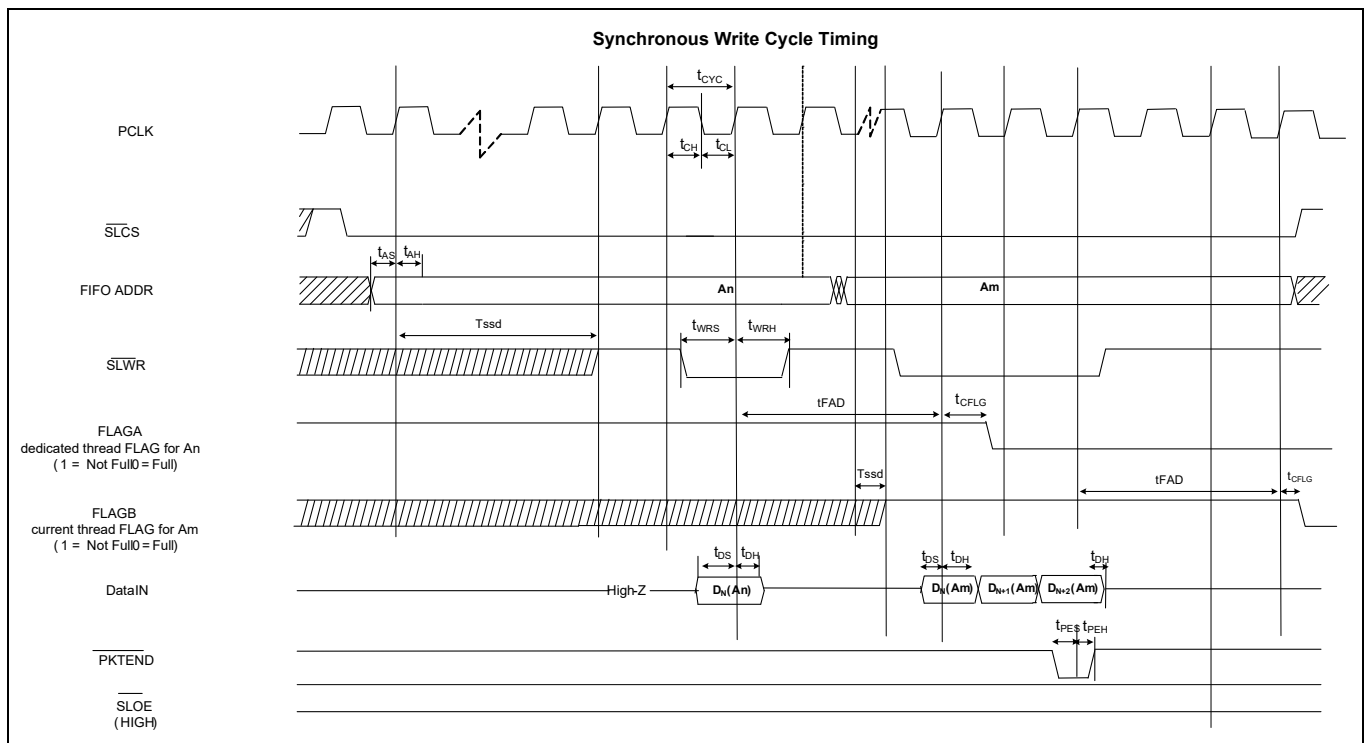 Synchronous Write Cycle Timing
tCYC
PCLK
tCH
tCL
SLCS
tAS
tAH
FIFO ADDR
An
Am
Tssd
tWRS
tWRH
SLWR
tFAD
tCFLG
FLAGA
dedicated thread FLAG for An
( 1 = Not Full0 = Full)
Tssd
tFAD
tCFLG
FLAGB
current thread FLAG for Am
( 1 = Not Full0 = Full)
tDS
tDH
tDS
tDH
tDH
DataIN
High-Z
DN(An)
DN(Am)
DN+1(Am)
DN+2(Am)
tPES
tPEH
PKTEND
SLOE
(HIGH)